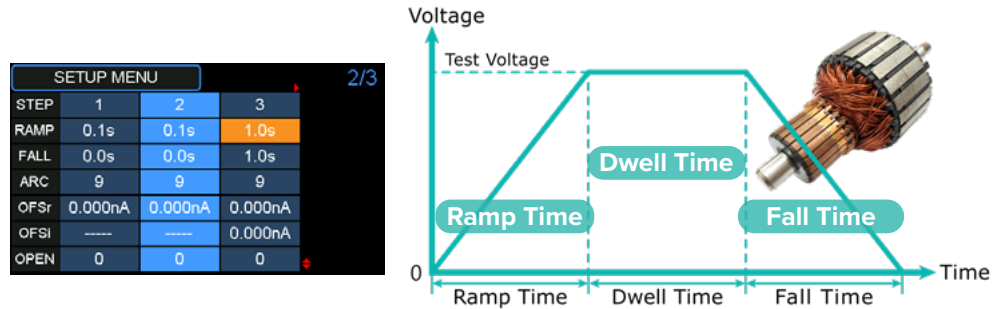 SETUP MENU 2/3
STEP 1 2 3
RAMP 0.1s 0.1s 1.0s
FALL 0.0s 0.0s 1.0s
ARC 9 9 9
OFSr 0.000nA 0.000nA 0.000nA
OFSi ----- ----- 0.000nA
OPEN 0 0 0
Voltage
Test Voltage
Dwell Time
Ramp Time
Fall Time
0
Time
Ramp Time
Dwell Time
Fall Time